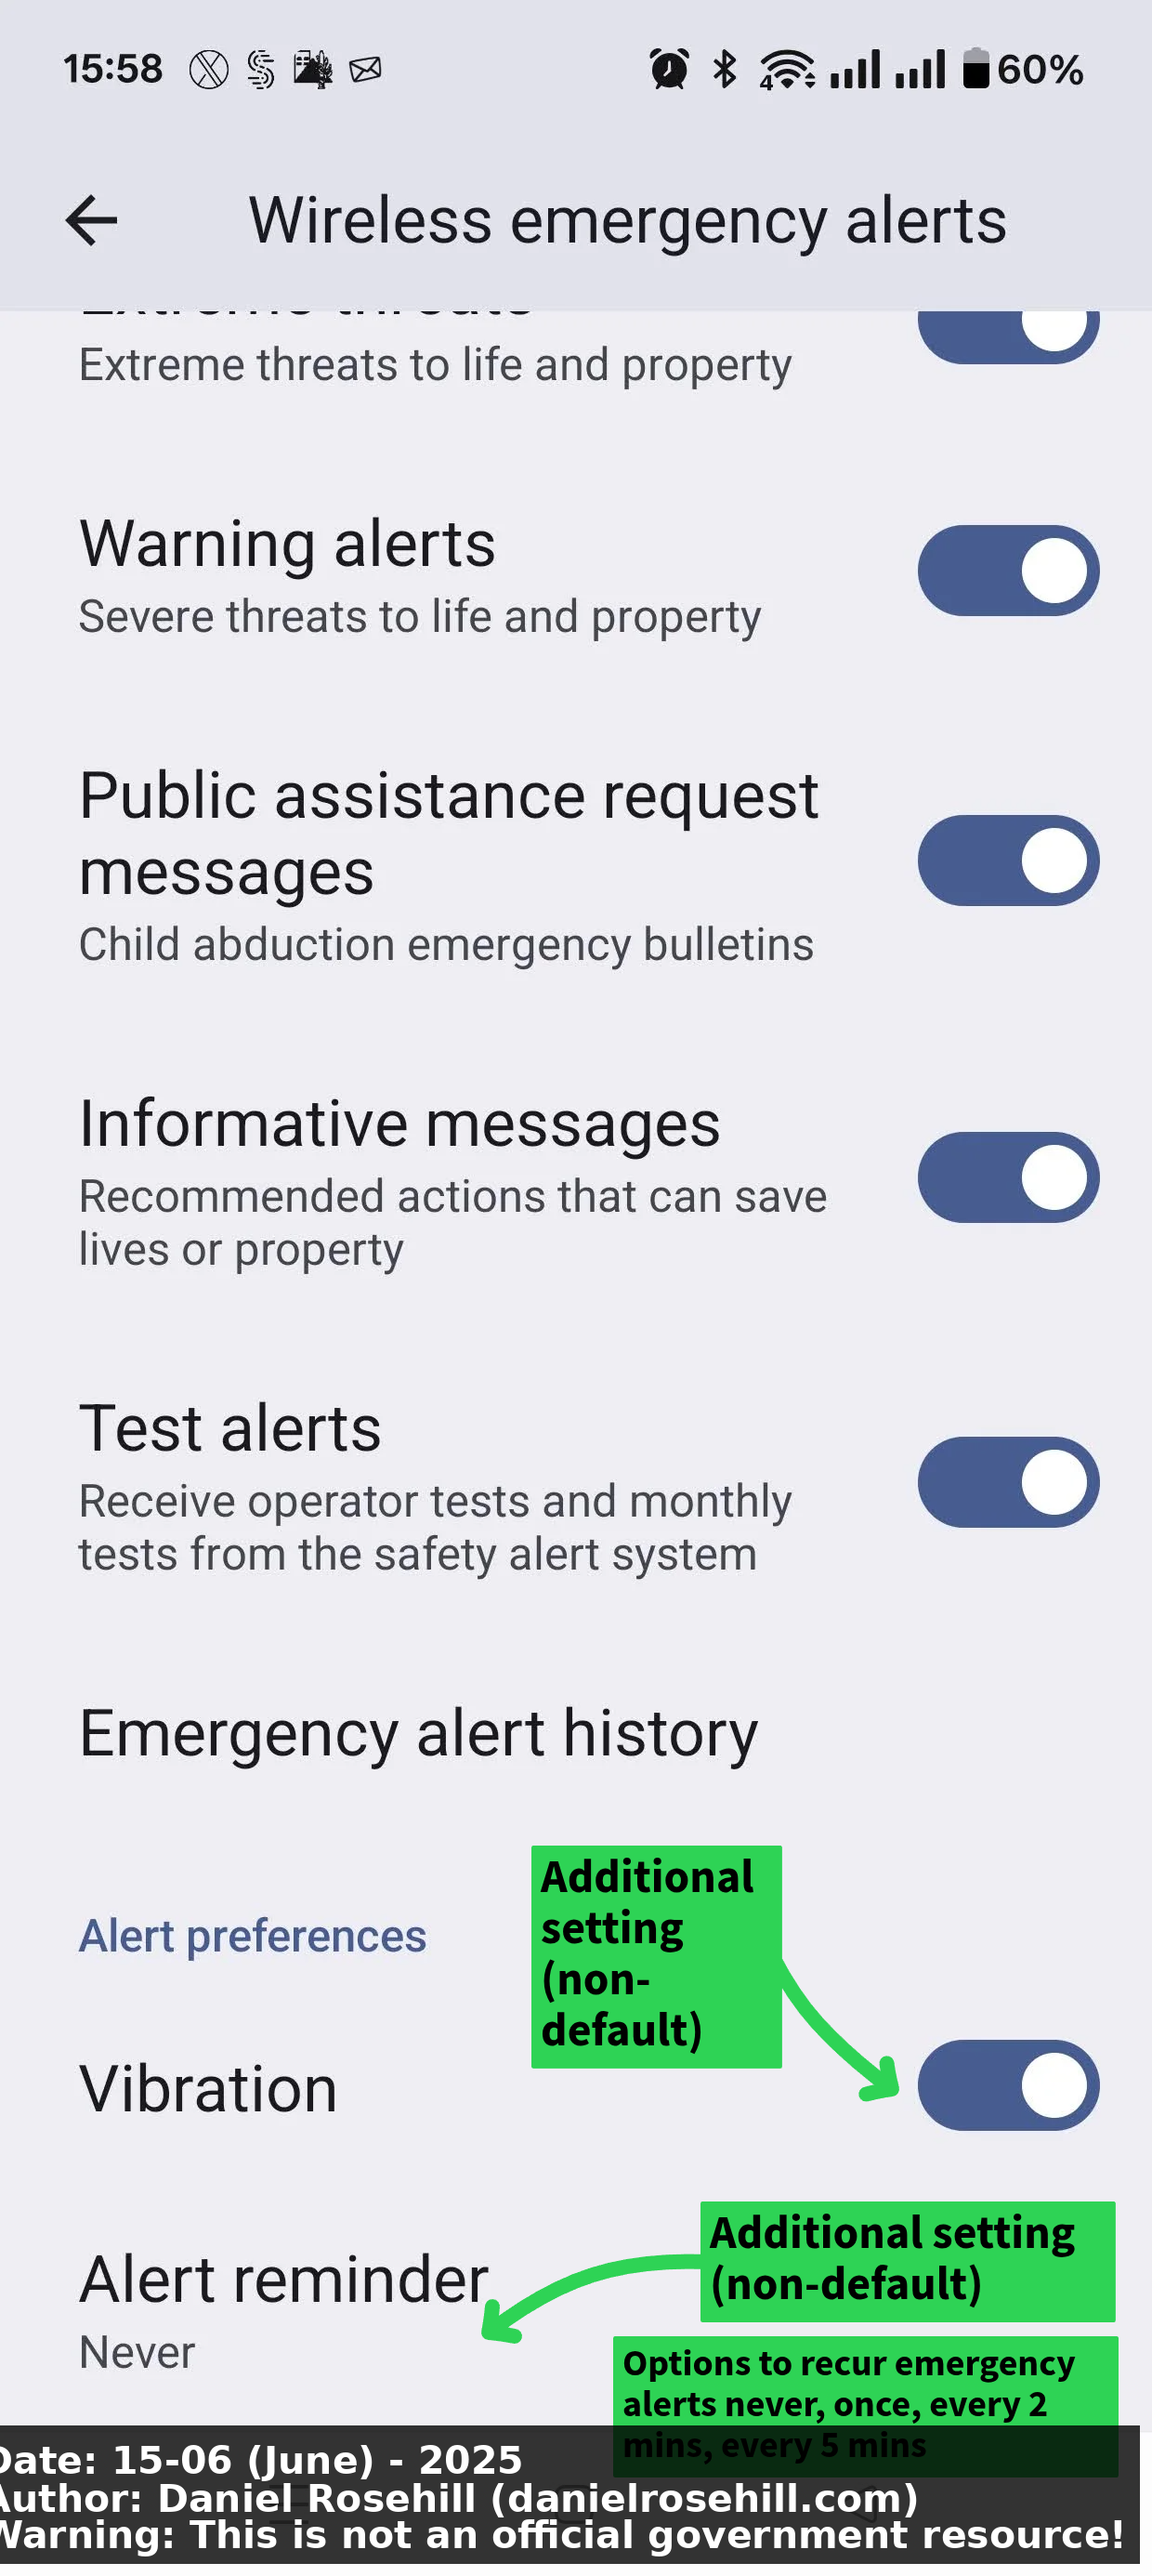 15:58
4
60%
Wireless emergency alerts
Extreme threats
Extreme threats to life and property
Warning alerts
Severe threats to life and property
Public assistance request
messages
Child abduction emergency bulletins
Informative messages
Recommended actions that can save
lives or property
Test alerts
Receive operator tests and monthly
tests from the safety alert system
Emergency alert history
Additional
setting
(non-
default)
Alert preferences
Vibration
Additional setting
(non-default)
Alert reminder
Never
Options to recur emergency
alerts never, once, every 2
mins, every 5 mins
Date: 15-06 (June) - 2025
Author: Daniel Rosehill (danielrosehill.com)
Warning: This is not an official government resource!